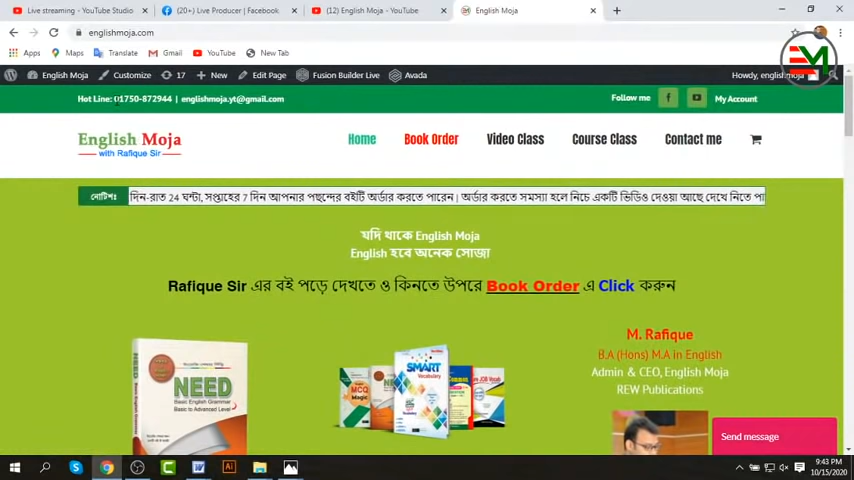 Live streaming - YouTube Studio
(20+) Live Producer | Facebook
(12) English Moja - YouTube
English Moja
englishmoja.com
Apps
Maps
Translate
Gmail
YouTube
New Tab
English Moja
Customize
17
New
Edit Page
Fusion Builder Live
Avada
Howdy, englishmoja
EM
Hot Line: 01750-872944 | englishmoja.yt@gmail.com
Follow me
My Account
English Moja
with Rafique Sir
Home
Book Order
Video Class
Course Class
Contact me
নোটিশঃ
দিন-রাত 24 ঘন্টা, সপ্তাহের 7 দিন আপনার পছন্দের বইটি অর্ডার করতে পারেন | অর্ডার করতে সমস্যা হলে নিচে একটি ভিডিও দেওয়া আছে দেখে নিতে পা
যদি থাকে English Moja
English হবে অনেক সোজা
Rafique Sir এর বই পড়ে দেখতে ও কিনতে উপরে Book Order এ Click করুন
NEED
Basic English Grammar
Basic to Advanced Level
MCQ
Magic
SMART
Vocabulary
JOB Vocab
M. Rafique
B.A (Hons) M.A in English
Admin & CEO, English Moja
REW Publications
Send message
9:43 PM
10/15/2020